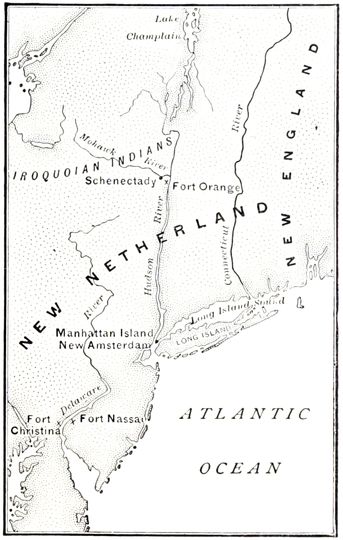 Lake
Champlain
Mohawk River
IROQUOIAN INDIANS
Schenectady
Fort Orange
Hudson River
Connecticut River
NEW ENGLAND
NEW NETHERLAND
Long Island Sound
LONG ISLAND
Manhattan Island
New Amsterdam
Delaware River
Fort
Christina
Fort Nassau
ATLANTIC
OCEAN